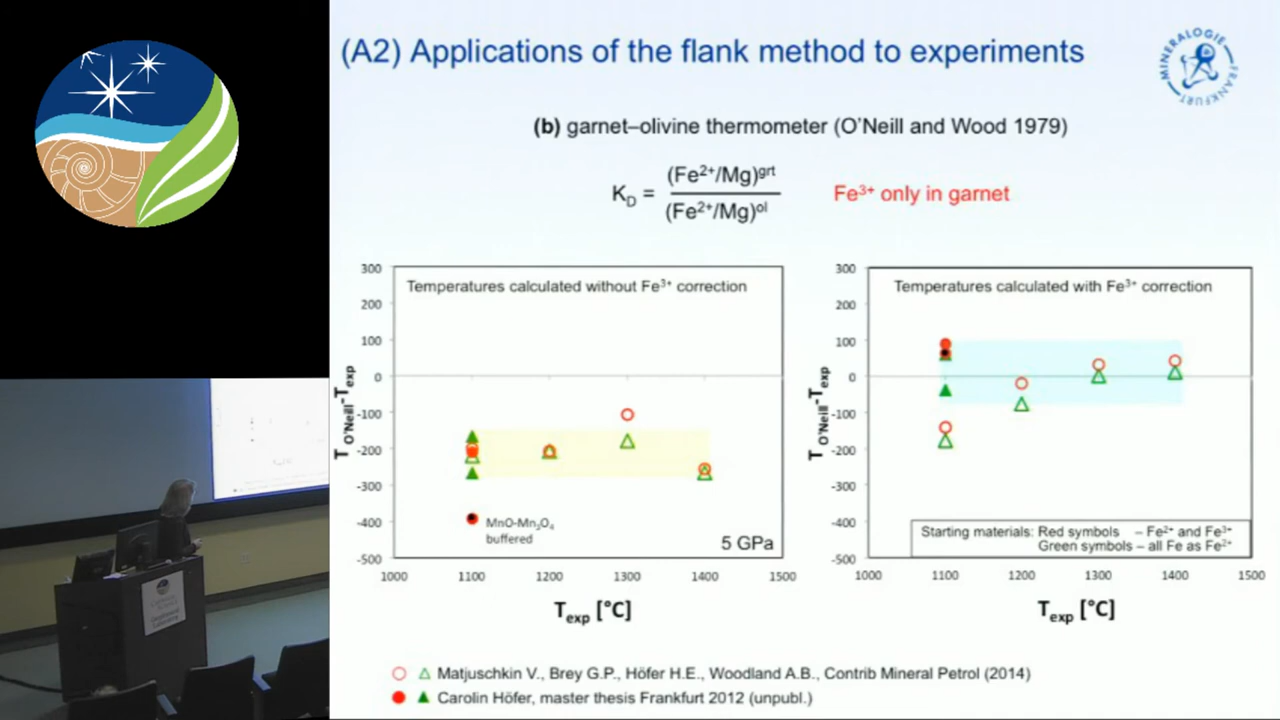 (A2) Applications of the flank method to experiments
MINERALOGIE
FRANKFURT
(b) garnet–olivine thermometer (O'Neill and Wood 1979)
K_D = (Fe²⁺/Mg)^grt / (Fe²⁺/Mg)^ol
Fe³⁺ only in garnet
Temperatures calculated without Fe³⁺ correction
300
200
100
0
-100
-200
-300
-400
-500
T O'Neill-T exp
MnO-Mn₃O₄
buffered
5 GPa
1000 1100 1200 1300 1400 1500
T exp [°C]
Temperatures calculated with Fe³⁺ correction
300
200
100
0
-100
-200
-300
-400
-500
T O'Neill-T exp
Starting materials: Red symbols – Fe²⁺ and Fe³⁺
Green symbols – all Fe as Fe²⁺
1000 1100 1200 1300 1400 1500
T exp [°C]
Matjuschkin V., Brey G.P., Höfer H.E., Woodland A.B., Contrib Mineral Petrol (2014)
Carolin Höfer, master thesis Frankfurt 2012 (unpubl.)